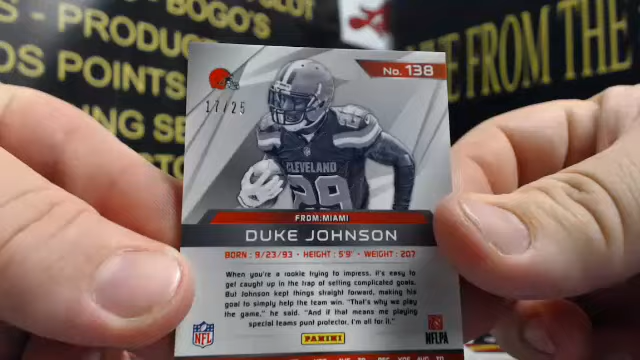 BOGO'S
S - PRODUC
OS POINTS
ING SE
VE FROM THE
No. 138
17/25
CLEVELAND
29
FROM:MIAMI
DUKE JOHNSON
BORN : 9/23/93 • HEIGHT : 5'9" • WEIGHT : 207
When you're a rookie trying to impress, it's easy to
get caught up in the trap of setting complicated goals.
But Johnson kept things straight forward, making his
goal to simply help the team win. "That's why we play
the game," he said. "And if that means me playing
special teams punt protector, I'm all for it."
NFL
PANINI
NFLPA